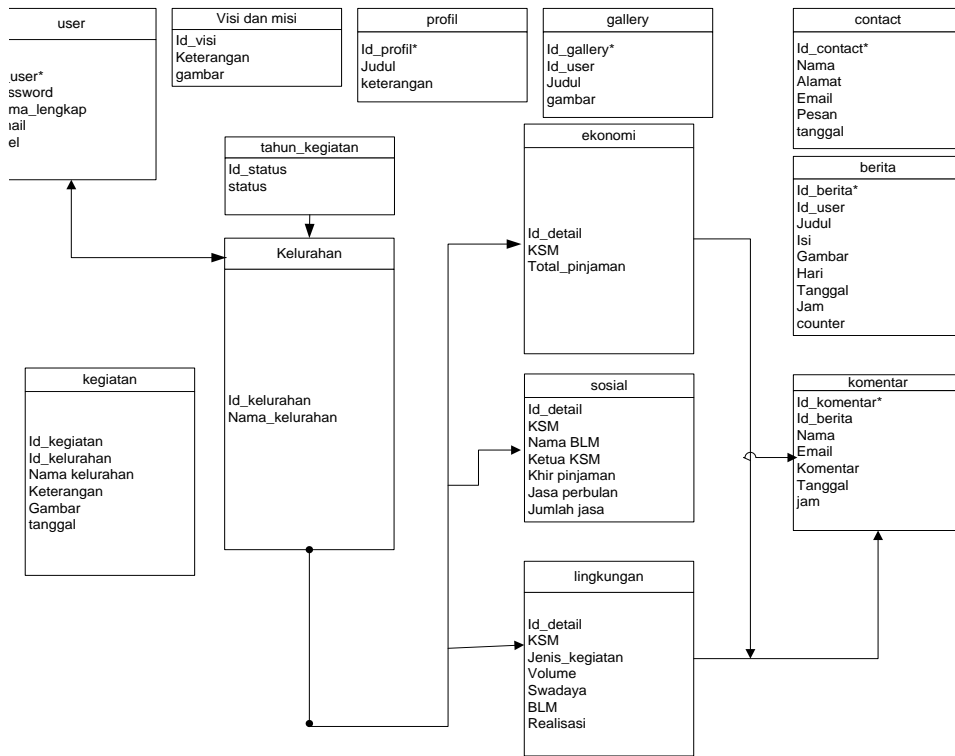 user
_user*
ssword
ma_lengkap
ail
el
Visi dan misi
Id_visi
Keterangan
gambar
profil
Id_profil*
Judul
keterangan
gallery
Id_gallery*
Id_user
Judul
gambar
contact
Id_contact*
Nama
Alamat
Email
Pesan
tanggal
tahun_kegiatan
Id_status
status
ekonomi
Id_detail
KSM
Total_pinjaman
berita
Id_berita*
Id_user
Judul
Isi
Gambar
Hari
Tanggal
Jam
counter
Kelurahan
Id_kelurahan
Nama_kelurahan
kegiatan
Id_kegiatan
Id_kelurahan
Nama kelurahan
Keterangan
Gambar
tanggal
sosial
Id_detail
KSM
Nama BLM
Ketua KSM
Khir pinjaman
Jasa perbulan
Jumlah jasa
komentar
Id_komentar*
Id_berita
Nama
Email
Komentar
Tanggal
jam
lingkungan
Id_detail
KSM
Jenis_kegiatan
Volume
Swadaya
BLM
Realisasi